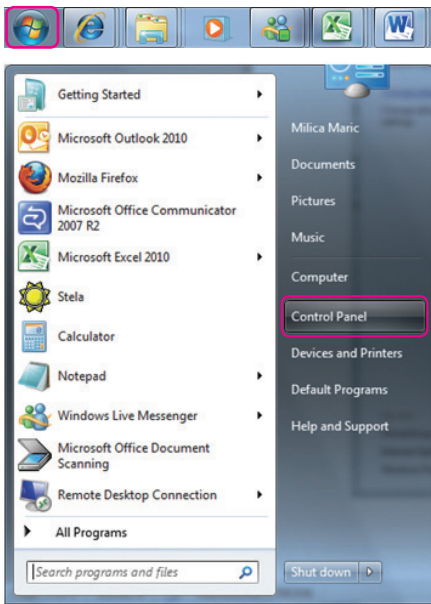 Getting Started
Microsoft Outlook 2010
Mozilla Firefox
Microsoft Office Communicator
2007 R2
Microsoft Excel 2010
Stela
Calculator
Notepad
Windows Live Messenger
Microsoft Office Document
Scanning
Remote Desktop Connection
All Programs
Search programs and files
Milica Maric
Documents
Pictures
Music
Computer
Control Panel
Devices and Printers
Default Programs
Help and Support
Shut down